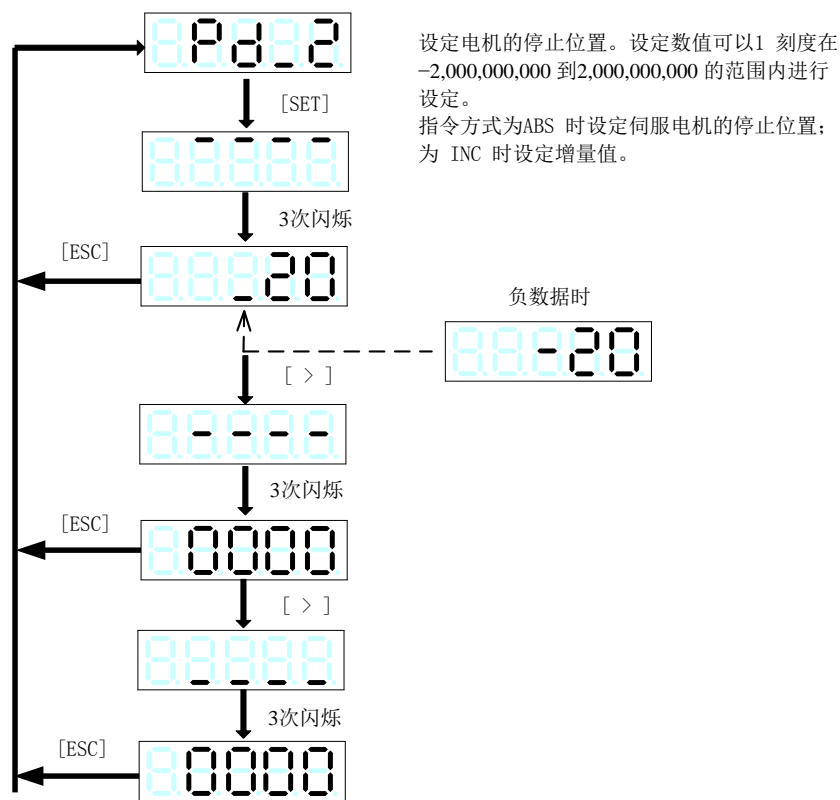 Pd_2
设定电机的停止位置。设定数值可以1 刻度在
−2,000,000,000 到2,000,000,000 的范围内进行
设定。
指令方式为ABS 时设定伺服电机的停止位置;
为 INC 时设定增量值。
[SET]
- - - -
3次闪烁
[ESC]
_20
负数据时
-20
[ > ]
- - - -
3次闪烁
[ESC]
0000
[ > ]
_ _ _ _
3次闪烁
[ESC]
0000